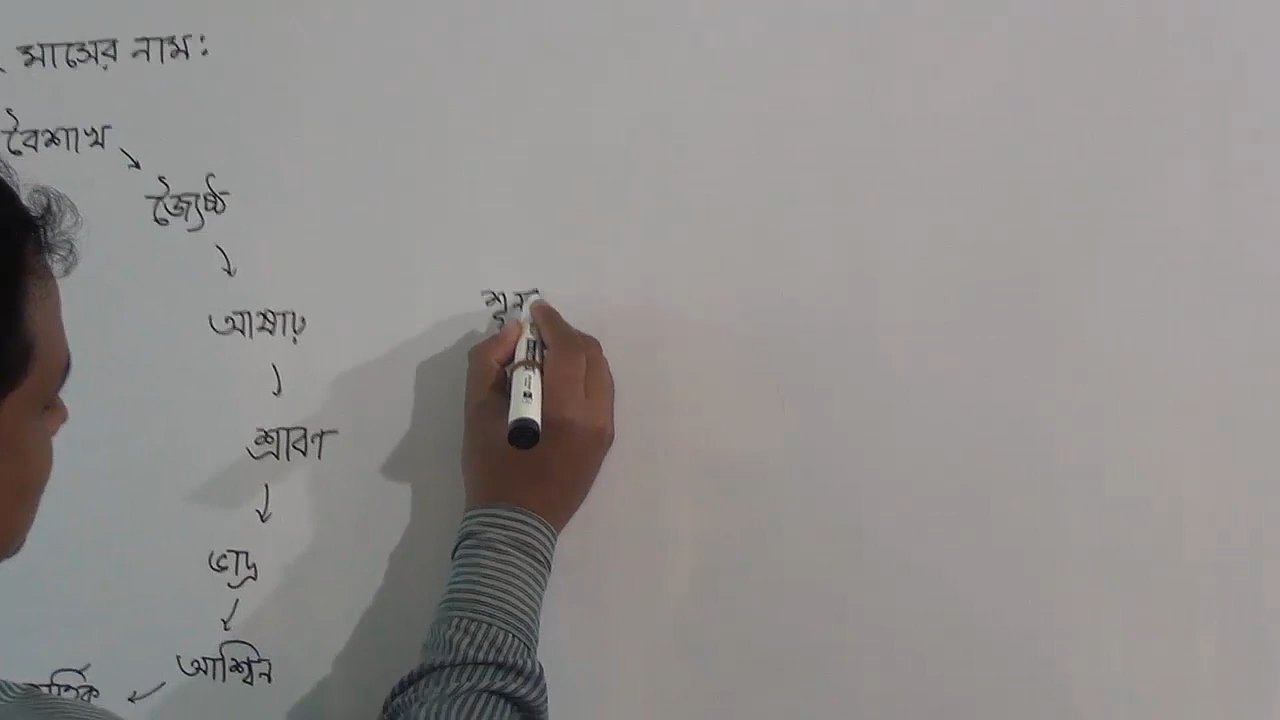 মাসের নাম:
বৈশাখ
জ্যৈষ্ঠ
আষাঢ়
শ্রাবণ
ভাদ্র
আশ্বিন